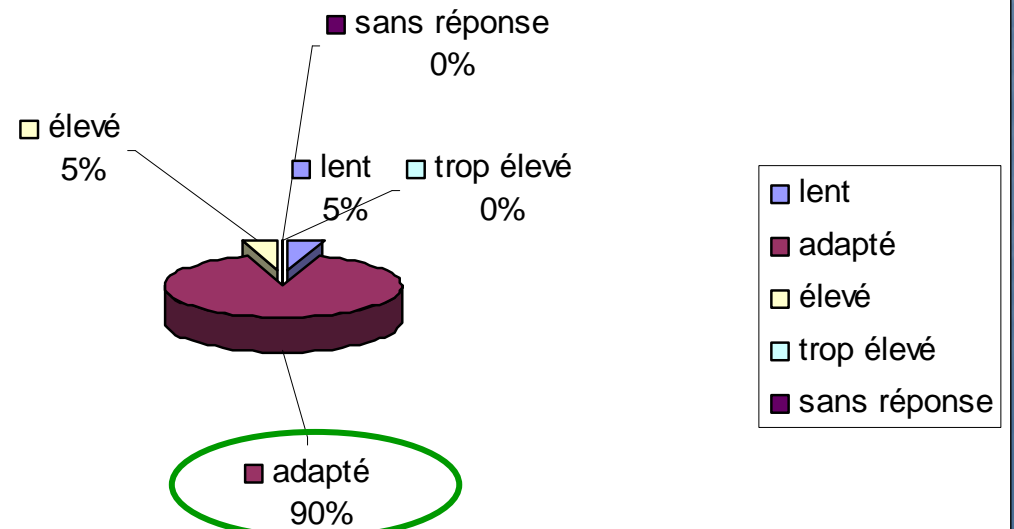 sans réponse
0%
élevé
5%
lent
5%
trop élevé
0%
adapté
90%
lent
adapté
élevé
trop élevé
sans réponse